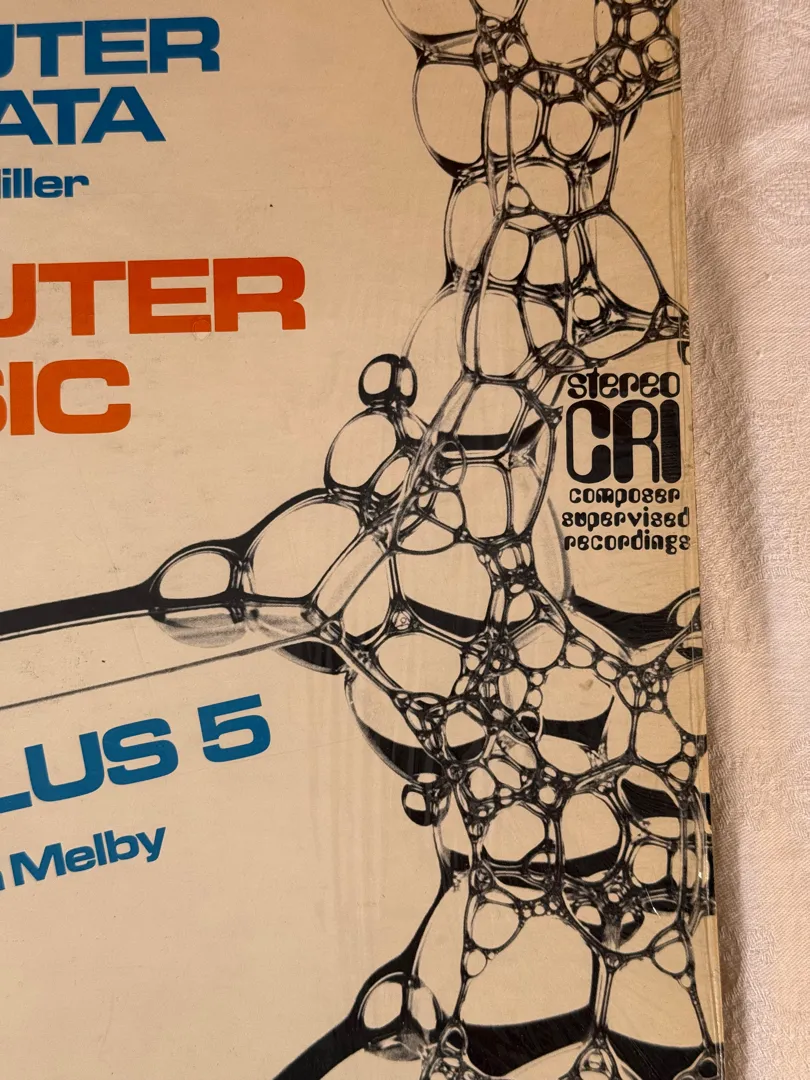 UTER
ATA
iller
UTER
SIC
stereo
CRI
composer
supervised
recordings
LUS 5
Melby